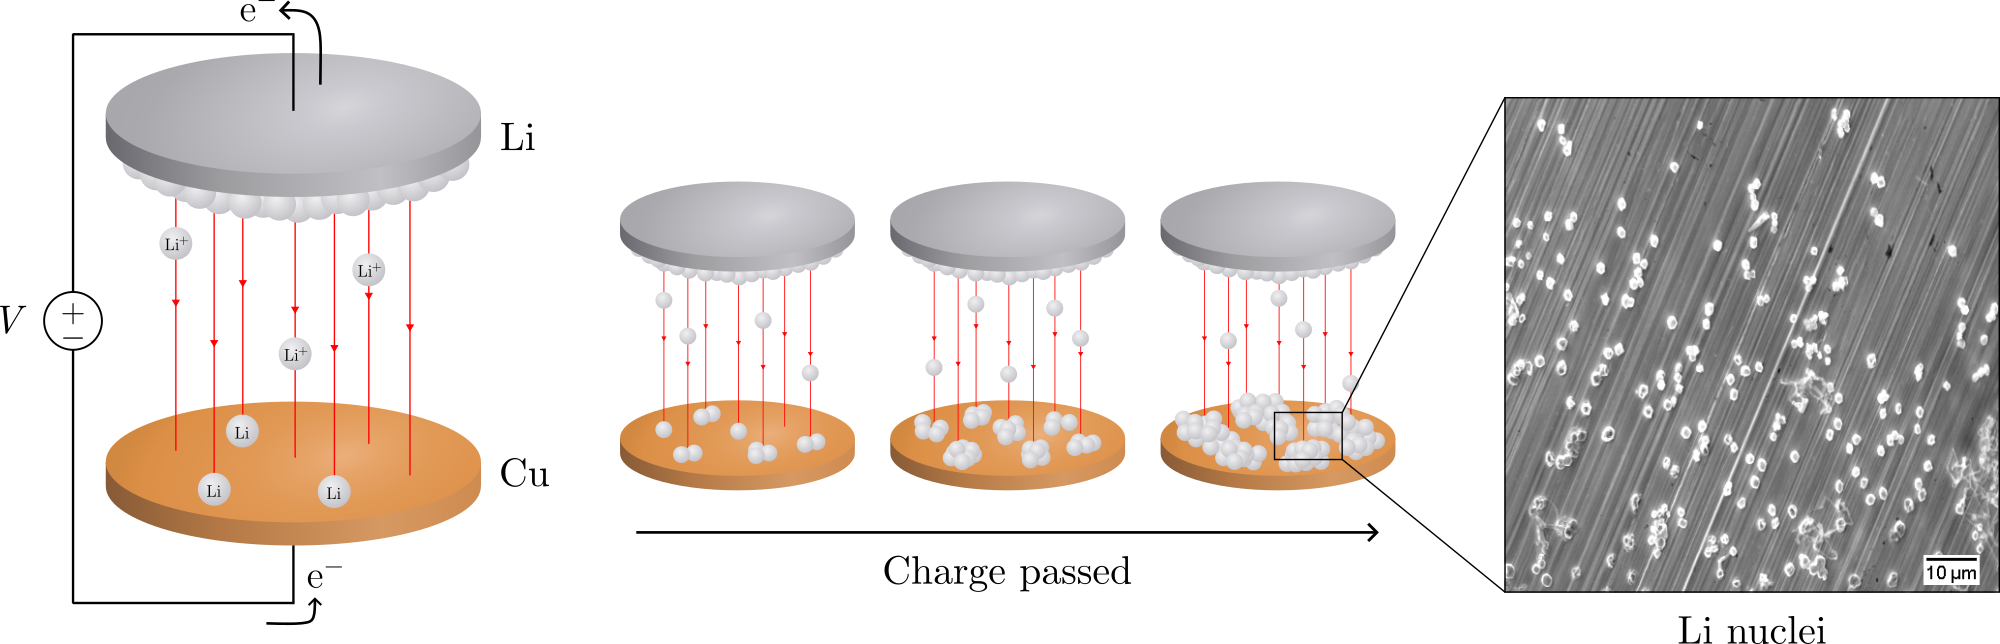 e⁻
Li
Li⁺
Li⁺
V
+
−
Li⁺
Li
Li
Li
Cu
e⁻
Charge passed
10 µm
Li nuclei